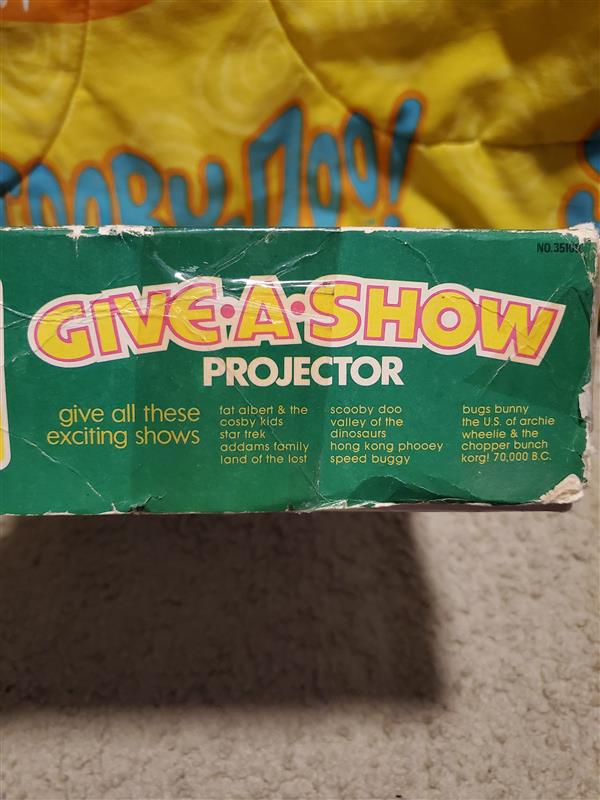 NO.351
GIVE·A·SHOW
PROJECTOR
give all these
exciting shows
fat albert & the
cosby kids
star trek
addams family
land of the lost
scooby doo
valley of the
dinosaurs
hong kong phooey
speed buggy
bugs bunny
the U.S. of archie
wheelie & the
chopper bunch
korg! 70,000 B.C.